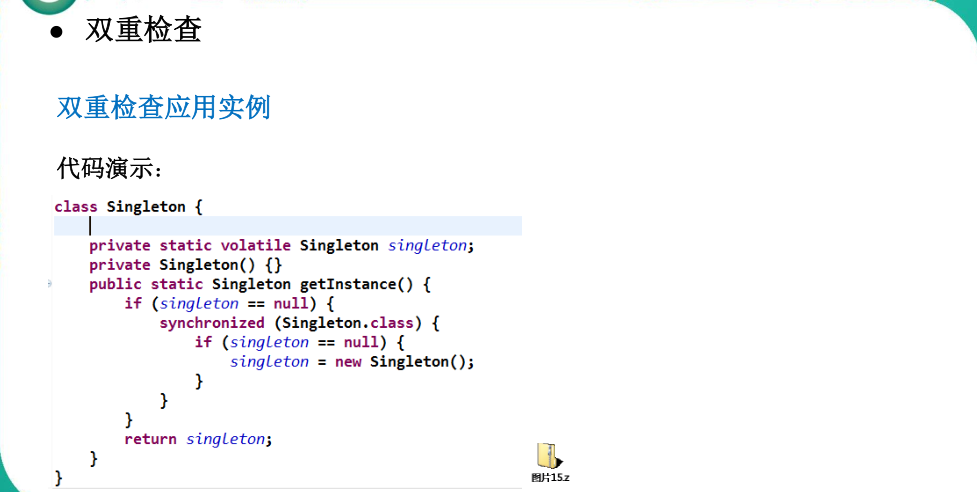 ● 双重检查
双重检查应用实例
代码演示：
class Singleton {
private static volatile Singleton singleton;
private Singleton() {}
public static Singleton getInstance() {
if (singleton == null) {
synchronized (Singleton.class) {
if (singleton == null) {
singleton = new Singleton();
}
}
}
return singleton;
}
}
图片15.z